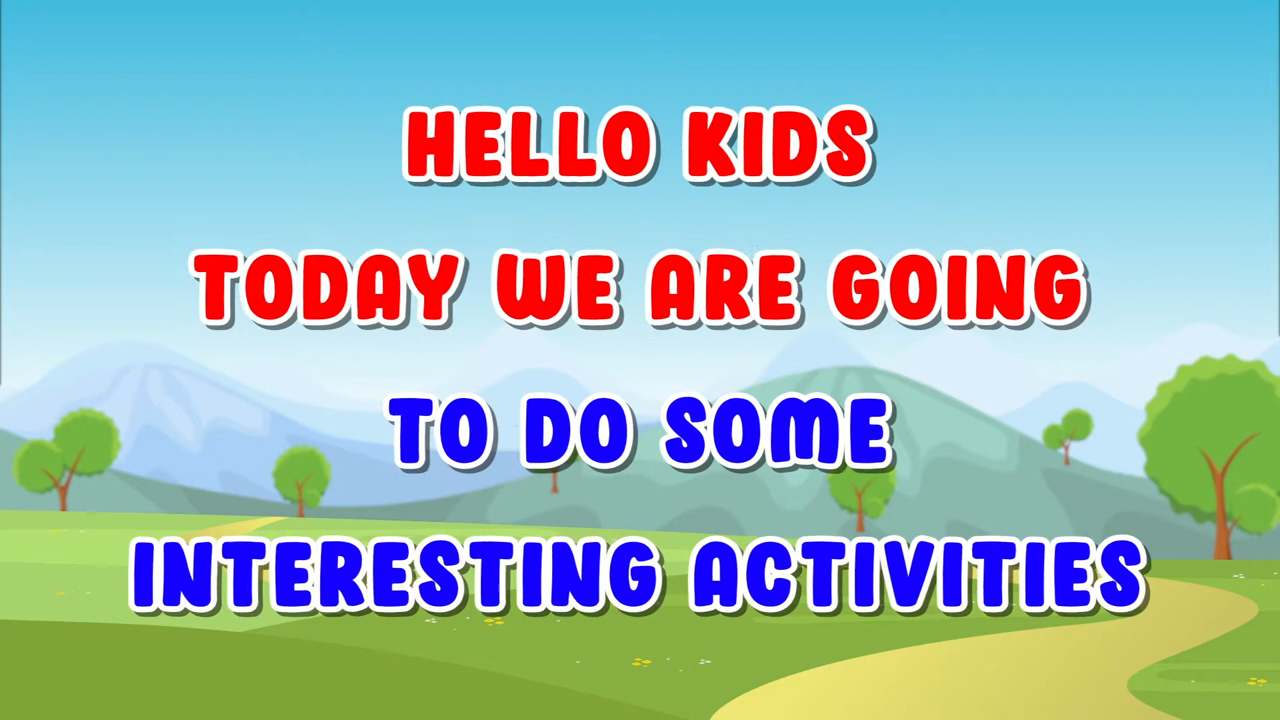 HELLO KIDS
TODAY WE ARE GOING
TO DO SOME
INTERESTING ACTIVITIES